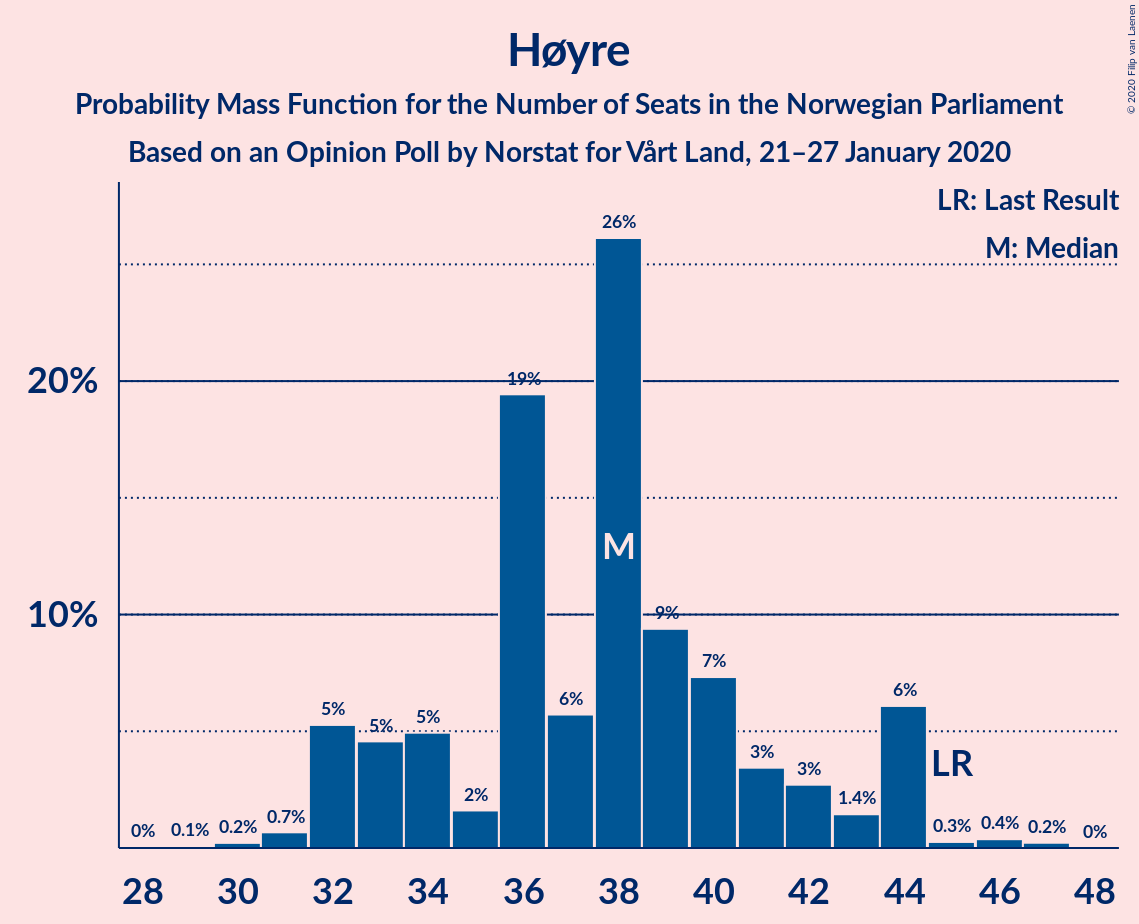 Høyre
Probability Mass Function for the Number of Seats in the Norwegian Parliament
Based on an Opinion Poll by Norstat for Vårt Land, 21–27 January 2020
© 2020 Filip van Laenen
LR: Last Result
M: Median
20%
10%
0%
0.1%
0.2%
0.7%
5%
5%
5%
2%
19%
6%
26%
9%
7%
3%
3%
1.4%
6%
0.3%
0.4%
0.2%
0%
M
LR
28 30 32 34 36 38 40 42 44 46 48